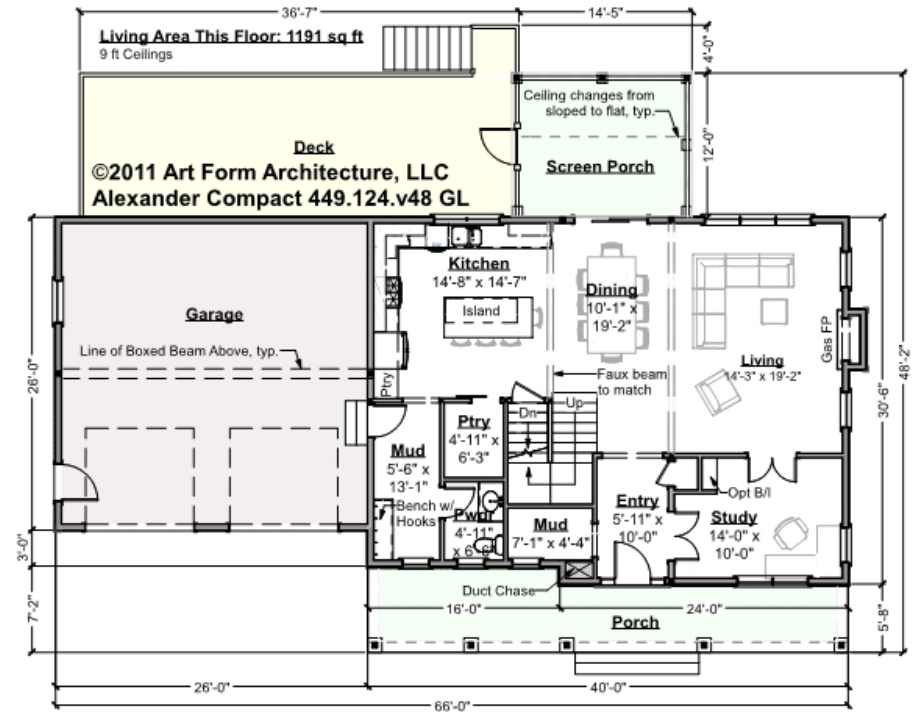 36'-7"
14'-5"
Living Area This Floor: 1191 sq ft
9 ft Ceilings
4'-0"
Ceiling changes from
sloped to flat, typ.
12'-0"
Deck
Screen Porch
©2011 Art Form Architecture, LLC
Alexander Compact 449.124.v48 GL
Kitchen
14'-8" x 14'-7"
Dining
10'-1" x
19'-2"
Island
Garage
Line of Boxed Beam Above, typ.
Gas FP
Living
14'-3" x 19'-2"
Faux beam
to match
26'-0"
48'-2"
30'-6"
Ptry
Dn
Up
Ptry
4'-11" x
6'-3"
Mud
5'-6" x
13'-1"
Bench w/
Hooks
Pwdr
4'-11"
x 6'-6"
Mud
7'-1" x 4'-4"
Entry
5'-11" x
10'-0"
Opt B/I
Study
14'-0" x
10'-0"
3'-0"
Duct Chase
7'-2"
16'-0"
24'-0"
5'-8"
Porch
26'-0"
40'-0"
66'-0"